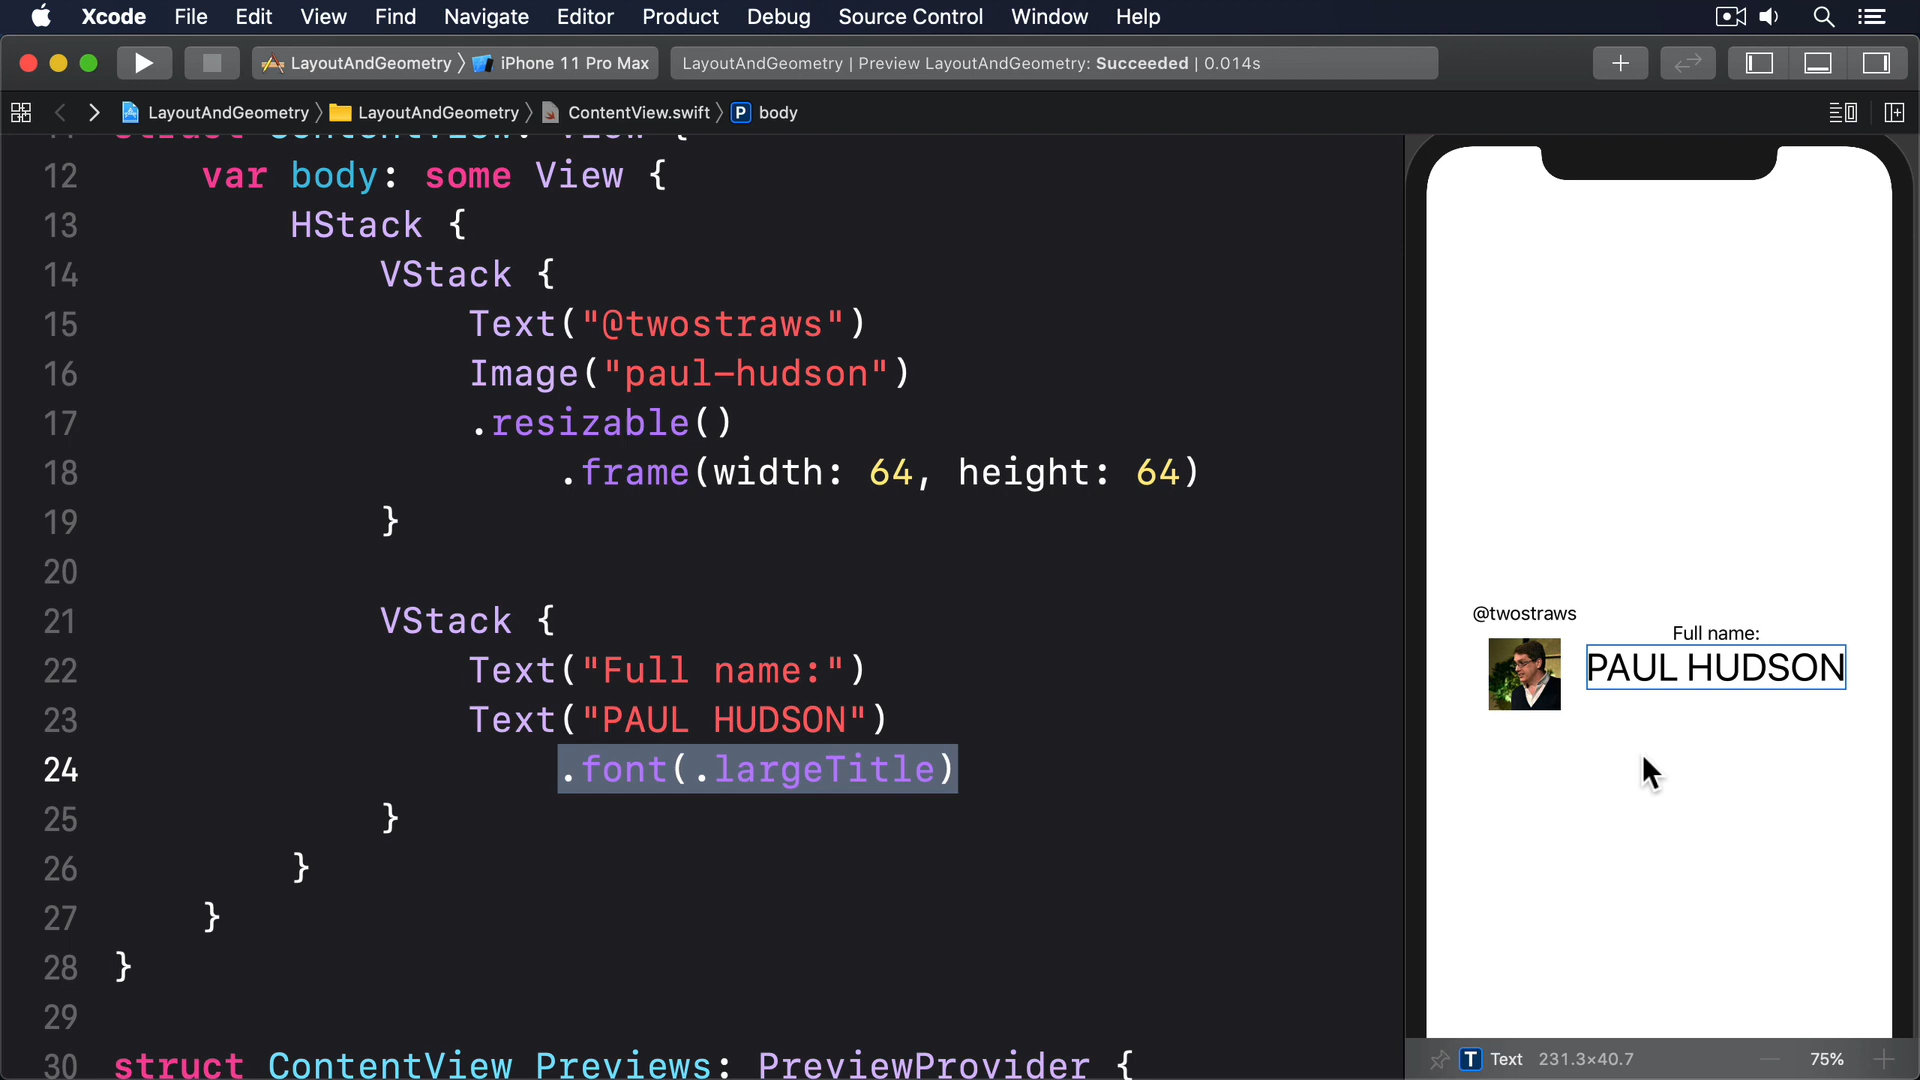 Xcode File Edit View Find Navigate Editor Product Debug Source Control Window Help
LayoutAndGeometry 〉 iPhone 11 Pro Max LayoutAndGeometry | Preview LayoutAndGeometry: Succeeded | 0.014s
LayoutAndGeometry 〉 LayoutAndGeometry 〉 ContentView.swift 〉 P body
11 struct ContentView: View {
12 var body: some View {
13 HStack {
14 VStack {
15 Text("@twostraws")
16 Image("paul-hudson")
17 .resizable()
18 .frame(width: 64, height: 64)
19 }
20
21 VStack {
22 Text("Full name:")
23 Text("PAUL HUDSON")
24 .font(.largeTitle)
25 }
26 }
27 }
28 }
29
30 struct ContentView_Previews: PreviewProvider {
@twostraws
Full name:
PAUL HUDSON
T Text 231.3×40.7 75%